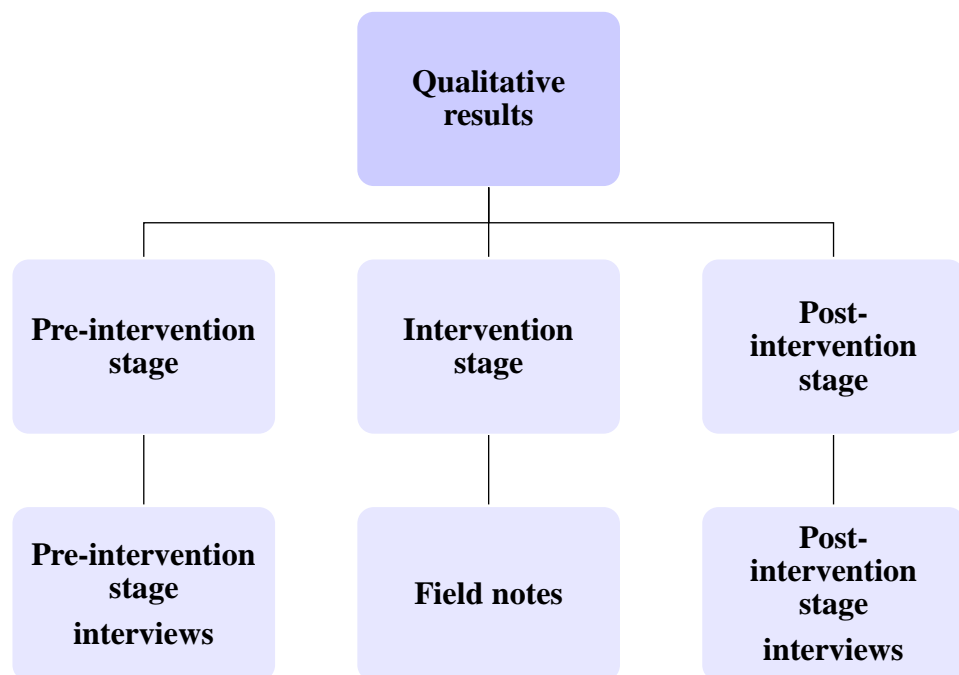 Qualitative
results
Pre-intervention
stage
Intervention
stage
Post-
intervention
stage
Pre-intervention
stage
interviews
Field notes
Post-
intervention
stage
interviews